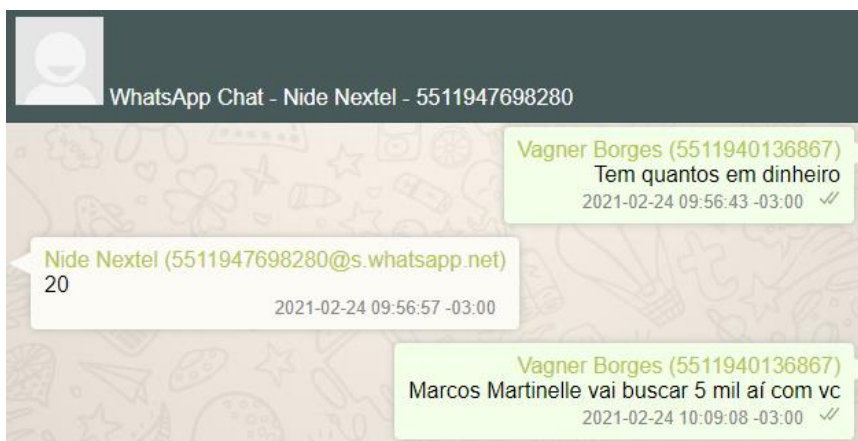 WhatsApp Chat - Nide Nextel - 5511947698280
Vagner Borges (5511940136867)
Tem quantos em dinheiro
2021-02-24 09:56:43 -03:00
Nide Nextel (5511947698280@s.whatsapp.net)
20
2021-02-24 09:56:57 -03:00
Vagner Borges (5511940136867)
Marcos Martinelle vai buscar 5 mil aí com vc
2021-02-24 10:09:08 -03:00